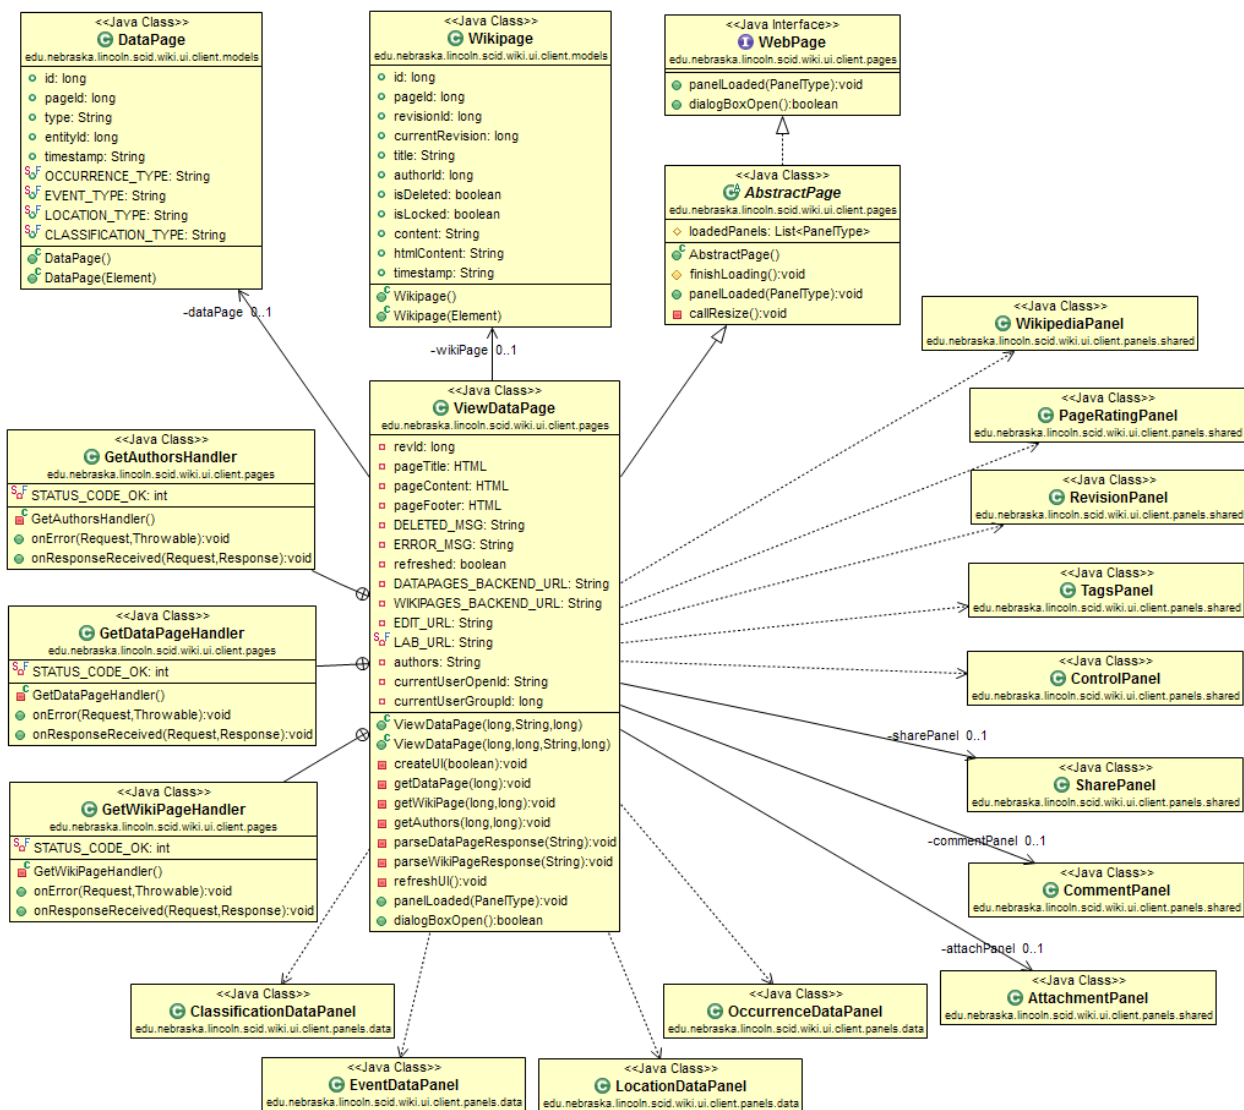 <<Java Class>>
DataPage
edu.nebraska.lincoln.scid.wiki.ui.client.models
id: long
pageId: long
type: String
entityId: long
timestamp: String
OCCURRENCE_TYPE: String
EVENT_TYPE: String
LOCATION_TYPE: String
CLASSIFICATION_TYPE: String
DataPage()
DataPage(Element)
<<Java Class>>
Wikipage
edu.nebraska.lincoln.scid.wiki.ui.client.models
id: long
pageId: long
revisionId: long
currentRevision: long
title: String
authorId: long
isDeleted: boolean
isLocked: boolean
content: String
htmlContent: String
timestamp: String
Wikipage()
Wikipage(Element)
<<Java Interface>>
WebPage
edu.nebraska.lincoln.scid.wiki.ui.client.pages
panelLoaded(PanelType):void
dialogBoxOpen():boolean
<<Java Class>>
AbstractPage
edu.nebraska.lincoln.scid.wiki.ui.client.pages
loadedPanels: List<PanelType>
AbstractPage()
finishLoading():void
panelLoaded(PanelType):void
callResize():void
-dataPage 0..1
-wikiPage 0..1
<<Java Class>>
WikipediaPanel
edu.nebraska.lincoln.scid.wiki.ui.client.panels.shared
<<Java Class>>
PageRatingPanel
edu.nebraska.lincoln.scid.wiki.ui.client.panels.shared
<<Java Class>>
RevisionPanel
edu.nebraska.lincoln.scid.wiki.ui.client.panels.shared
<<Java Class>>
TagsPanel
edu.nebraska.lincoln.scid.wiki.ui.client.panels.shared
<<Java Class>>
ControlPanel
edu.nebraska.lincoln.scid.wiki.ui.client.panels.shared
-sharePanel 0..1
<<Java Class>>
SharePanel
edu.nebraska.lincoln.scid.wiki.ui.client.panels.shared
-commentPanel 0..1
<<Java Class>>
CommentPanel
edu.nebraska.lincoln.scid.wiki.ui.client.panels.shared
-attachPanel 0..1
<<Java Class>>
AttachmentPanel
edu.nebraska.lincoln.scid.wiki.ui.client.panels.shared
<<Java Class>>
ViewDataPage
edu.nebraska.lincoln.scid.wiki.ui.client.pages
revId: long
pageTitle: HTML
pageContent: HTML
pageFooter: HTML
DELETED_MSG: String
ERROR_MSG: String
refreshed: boolean
DATAPAGES_BACKEND_URL: String
WIKIPAGES_BACKEND_URL: String
EDIT_URL: String
LAB_URL: String
authors: String
currentUserOpenId: String
currentUserGroupId: long
ViewDataPage(long,String,long)
ViewDataPage(long,long,String,long)
createUI(boolean):void
getDataPage(long):void
getWikiPage(long,long):void
getAuthors(long,long):void
parseDataPageResponse(String):void
parseWikiPageResponse(String):void
refreshUI():void
panelLoaded(PanelType):void
dialogBoxOpen():boolean
<<Java Class>>
GetAuthorsHandler
edu.nebraska.lincoln.scid.wiki.ui.client.pages
STATUS_CODE_OK: int
GetAuthorsHandler()
onError(Request,Throwable):void
onResponseReceived(Request,Response):void
<<Java Class>>
GetDataPageHandler
edu.nebraska.lincoln.scid.wiki.ui.client.pages
STATUS_CODE_OK: int
GetDataPageHandler()
onError(Request,Throwable):void
onResponseReceived(Request,Response):void
<<Java Class>>
GetWikiPageHandler
edu.nebraska.lincoln.scid.wiki.ui.client.pages
STATUS_CODE_OK: int
GetWikiPageHandler()
onError(Request,Throwable):void
onResponseReceived(Request,Response):void
<<Java Class>>
ClassificationDataPanel
edu.nebraska.lincoln.scid.wiki.ui.client.panels.data
<<Java Class>>
OccurrenceDataPanel
edu.nebraska.lincoln.scid.wiki.ui.client.panels.data
<<Java Class>>
EventDataPanel
edu.nebraska.lincoln.scid.wiki.ui.client.panels.data
<<Java Class>>
LocationDataPanel
edu.nebraska.lincoln.scid.wiki.ui.client.panels.data